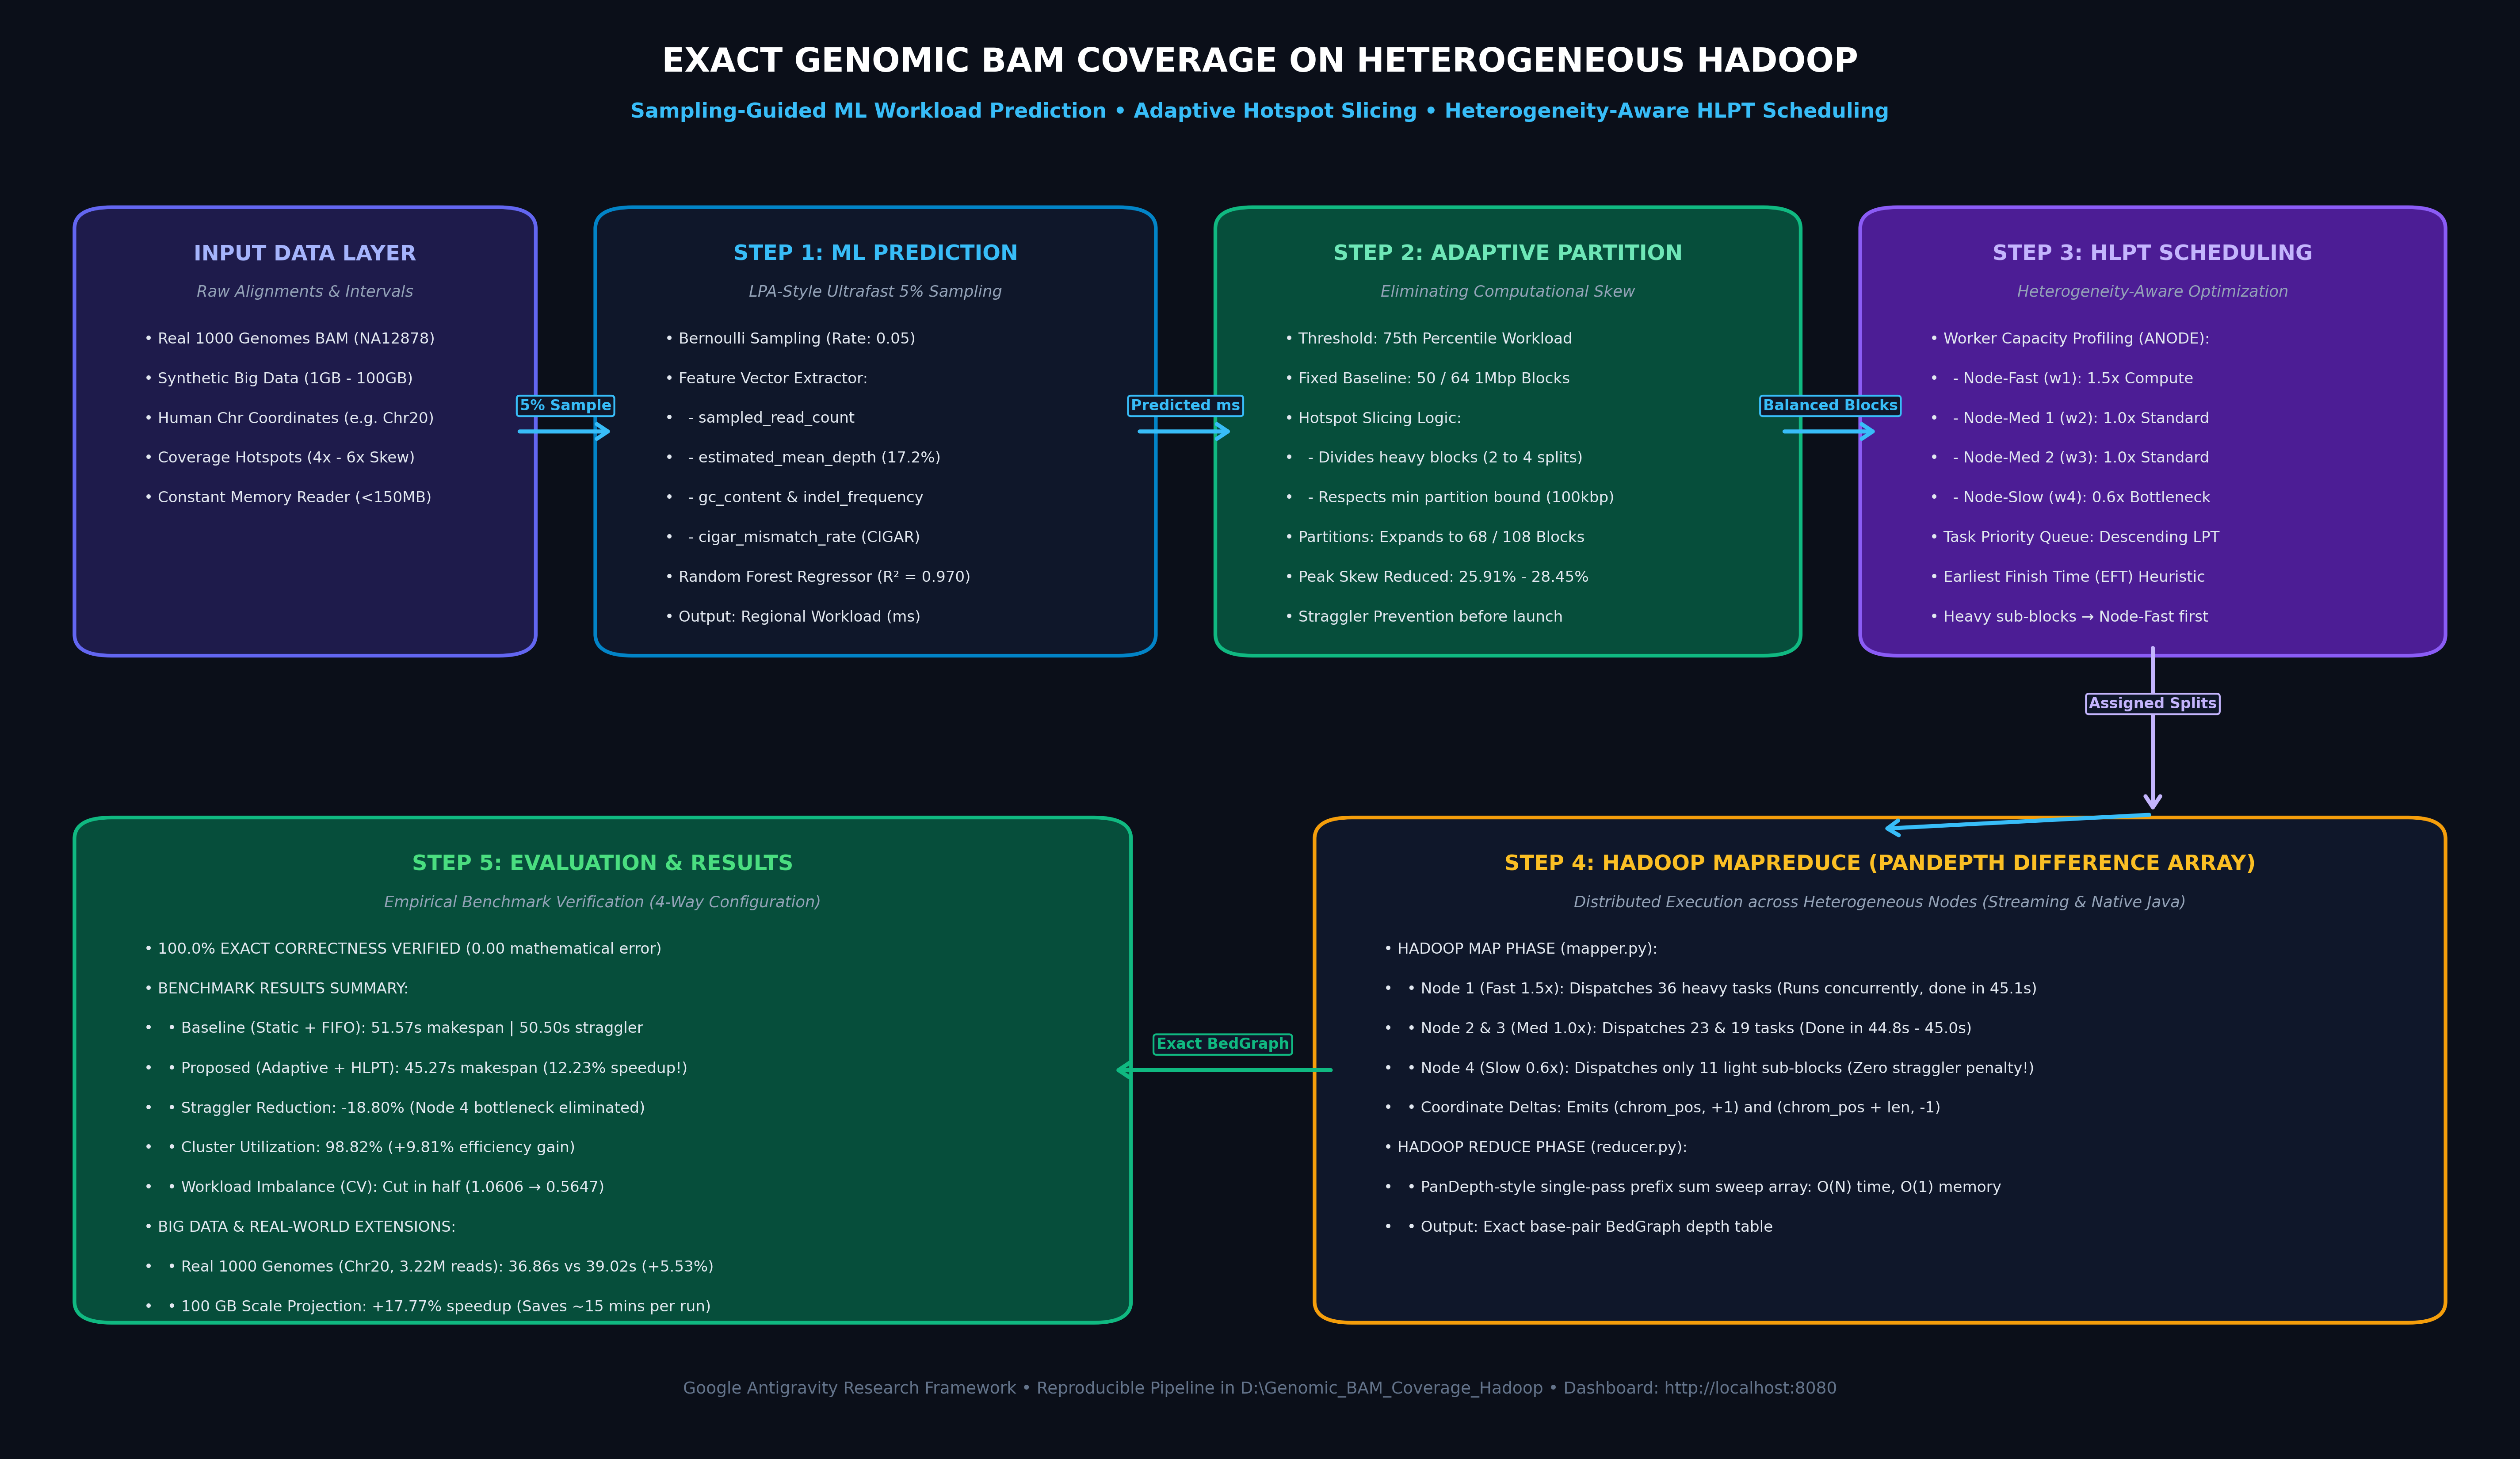 EXACT GENOMIC BAM COVERAGE ON HETEROGENEOUS HADOOP
Sampling-Guided ML Workload Prediction • Adaptive Hotspot Slicing • Heterogeneity-Aware HLPT Scheduling
INPUT DATA LAYER
Raw Alignments & Intervals
• Real 1000 Genomes BAM (NA12878)
• Synthetic Big Data (1GB - 100GB)
• Human Chr Coordinates (e.g. Chr20)
• Coverage Hotspots (4x - 6x Skew)
• Constant Memory Reader (<150MB)
5% Sample
STEP 1: ML PREDICTION
LPA-Style Ultrafast 5% Sampling
• Bernoulli Sampling (Rate: 0.05)
• Feature Vector Extractor:
•   - sampled_read_count
•   - estimated_mean_depth (17.2%)
•   - gc_content & indel_frequency
•   - cigar_mismatch_rate (CIGAR)
• Random Forest Regressor (R² = 0.970)
• Output: Regional Workload (ms)
Predicted ms
STEP 2: ADAPTIVE PARTITION
Eliminating Computational Skew
• Threshold: 75th Percentile Workload
• Fixed Baseline: 50 / 64 1Mbp Blocks
• Hotspot Slicing Logic:
•   - Divides heavy blocks (2 to 4 splits)
•   - Respects min partition bound (100kbp)
• Partitions: Expands to 68 / 108 Blocks
• Peak Skew Reduced: 25.91% - 28.45%
• Straggler Prevention before launch
Balanced Blocks
STEP 3: HLPT SCHEDULING
Heterogeneity-Aware Optimization
• Worker Capacity Profiling (ANODE):
•   - Node-Fast (w1): 1.5x Compute
•   - Node-Med 1 (w2): 1.0x Standard
•   - Node-Med 2 (w3): 1.0x Standard
•   - Node-Slow (w4): 0.6x Bottleneck
• Task Priority Queue: Descending LPT
• Earliest Finish Time (EFT) Heuristic
• Heavy sub-blocks → Node-Fast first
Assigned Splits
STEP 4: HADOOP MAPREDUCE (PANDEPTH DIFFERENCE ARRAY)
Distributed Execution across Heterogeneous Nodes (Streaming & Native Java)
• HADOOP MAP PHASE (mapper.py):
•   • Node 1 (Fast 1.5x): Dispatches 36 heavy tasks (Runs concurrently, done in 45.1s)
•   • Node 2 & 3 (Med 1.0x): Dispatches 23 & 19 tasks (Done in 44.8s - 45.0s)
•   • Node 4 (Slow 0.6x): Dispatches only 11 light sub-blocks (Zero straggler penalty!)
•   • Coordinate Deltas: Emits (chrom_pos, +1) and (chrom_pos + len, -1)
• HADOOP REDUCE PHASE (reducer.py):
•   • PanDepth-style single-pass prefix sum sweep array: O(N) time, O(1) memory
•   • Output: Exact base-pair BedGraph depth table
Exact BedGraph
STEP 5: EVALUATION & RESULTS
Empirical Benchmark Verification (4-Way Configuration)
• 100.0% EXACT CORRECTNESS VERIFIED (0.00 mathematical error)
• BENCHMARK RESULTS SUMMARY:
•   • Baseline (Static + FIFO): 51.57s makespan | 50.50s straggler
•   • Proposed (Adaptive + HLPT): 45.27s makespan (12.23% speedup!)
•   • Straggler Reduction: -18.80% (Node 4 bottleneck eliminated)
•   • Cluster Utilization: 98.82% (+9.81% efficiency gain)
•   • Workload Imbalance (CV): Cut in half (1.0606 → 0.5647)
• BIG DATA & REAL-WORLD EXTENSIONS:
•   • Real 1000 Genomes (Chr20, 3.22M reads): 36.86s vs 39.02s (+5.53%)
•   • 100 GB Scale Projection: +17.77% speedup (Saves ~15 mins per run)
Google Antigravity Research Framework • Reproducible Pipeline in D:\Genomic_BAM_Coverage_Hadoop • Dashboard: http://localhost:8080